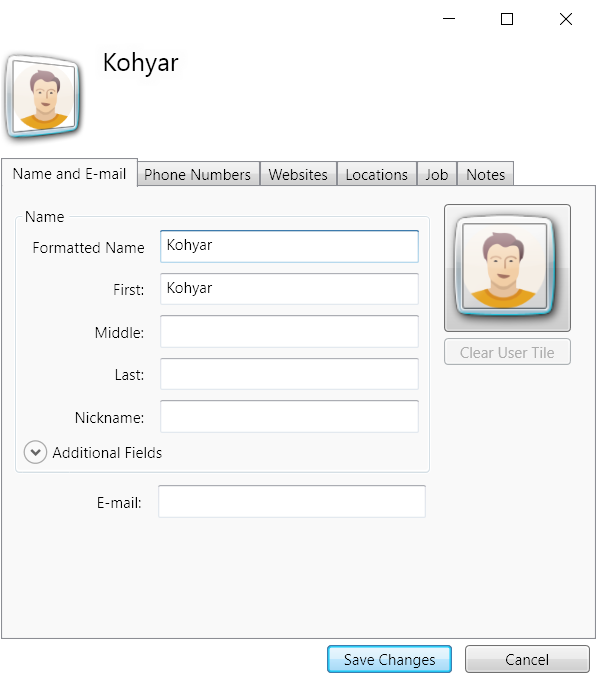 Kohyar
Name and E-mail Phone Numbers Websites Locations Job Notes
Name
Formatted Name Kohyar
First: Kohyar
Middle:
Last:
Nickname:
Additional Fields
Clear User Tile
E-mail:
Save Changes Cancel